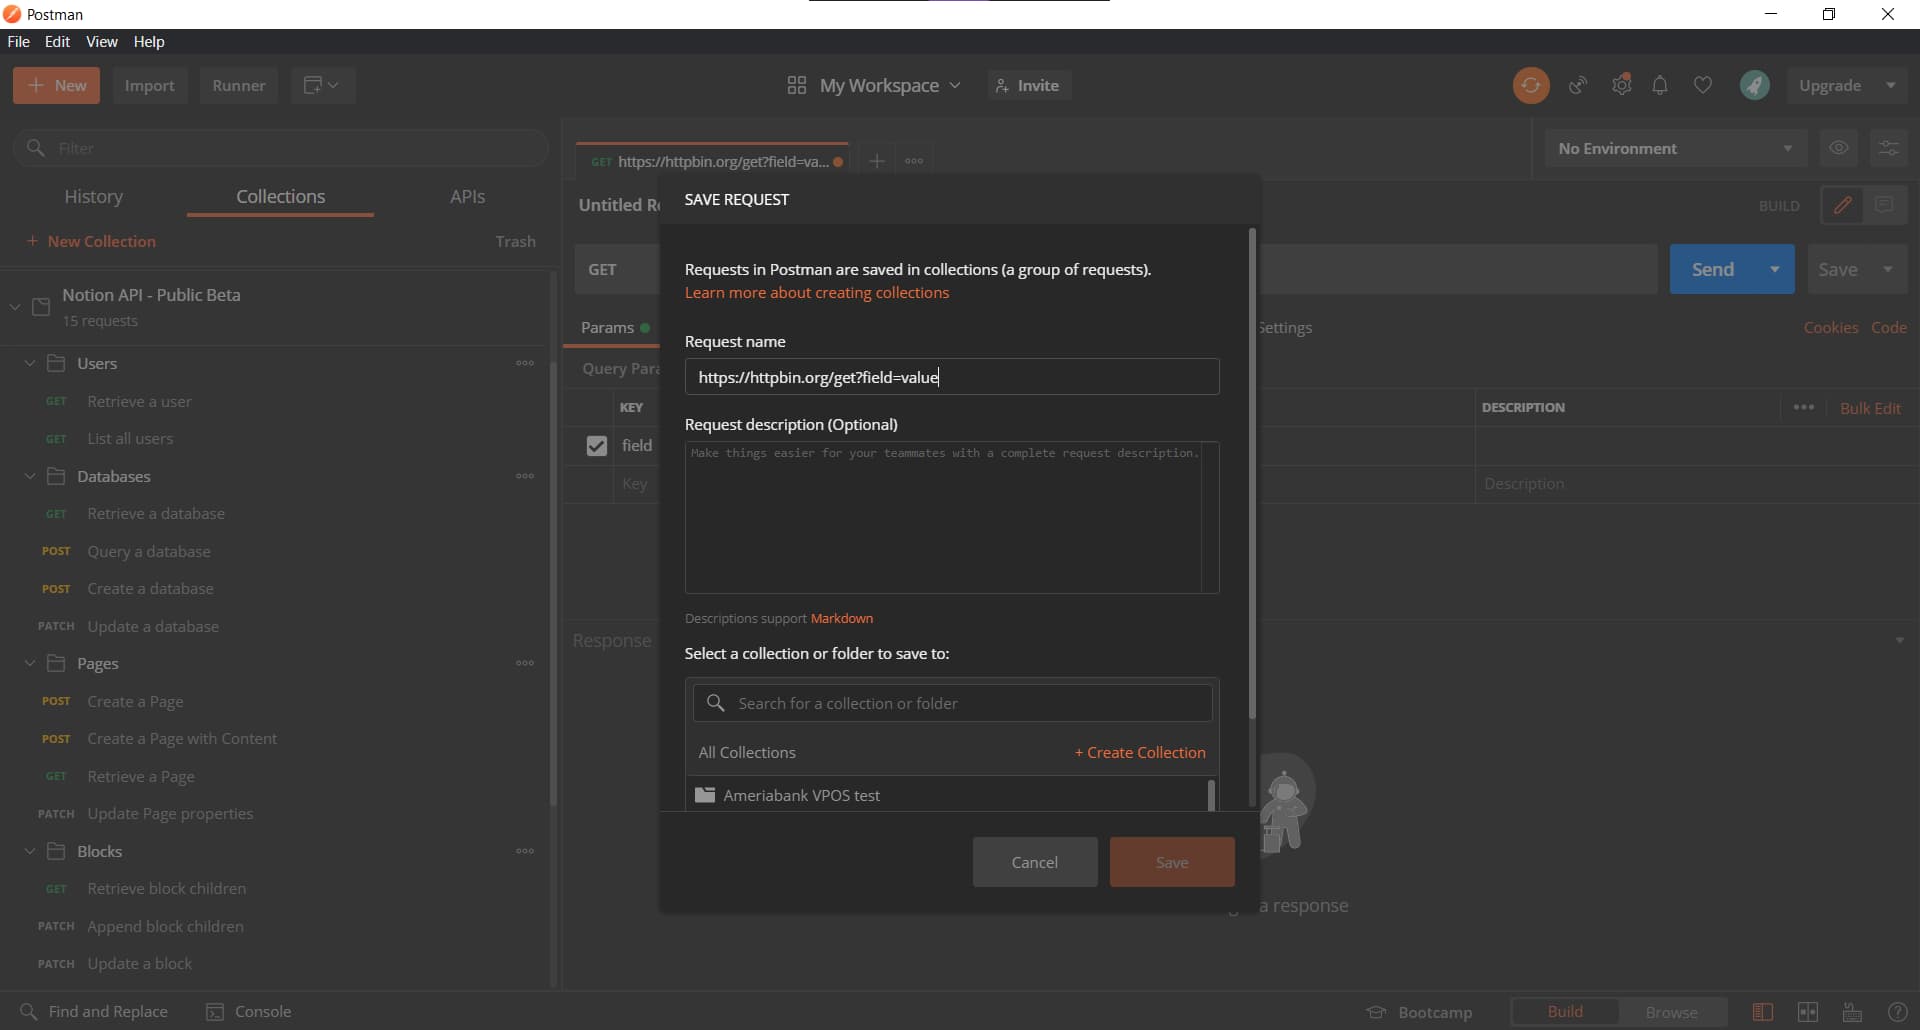 Postman
File Edit View Help
New Import Runner My Workspace Invite Upgrade
Filter
History Collections APIs
+ New Collection Trash
Notion API - Public Beta
15 requests
Users
GET Retrieve a user
GET List all users
Databases
GET Retrieve a database
POST Query a database
POST Create a database
PATCH Update a database
Pages
POST Create a Page
POST Create a Page with Content
GET Retrieve a Page
PATCH Update Page properties
Blocks
GET Retrieve block children
PATCH Append block children
PATCH Update a block
GET https://httpbin.org/get?field=va...
No Environment
Untitled Re
BUILD
GET
Send Save
Params
Settings
Cookies Code
Query Para
KEY
DESCRIPTION
Bulk Edit
field
Key
Description
Response
SAVE REQUEST
Requests in Postman are saved in collections (a group of requests).
Learn more about creating collections
Request name
https://httpbin.org/get?field=value
Request description (Optional)
Make things easier for your teammates with a complete request description.
Descriptions support Markdown
Select a collection or folder to save to:
Search for a collection or folder
All Collections + Create Collection
Ameriabank VPOS test
Cancel Save
a response
Find and Replace Console
Bootcamp Build Browse